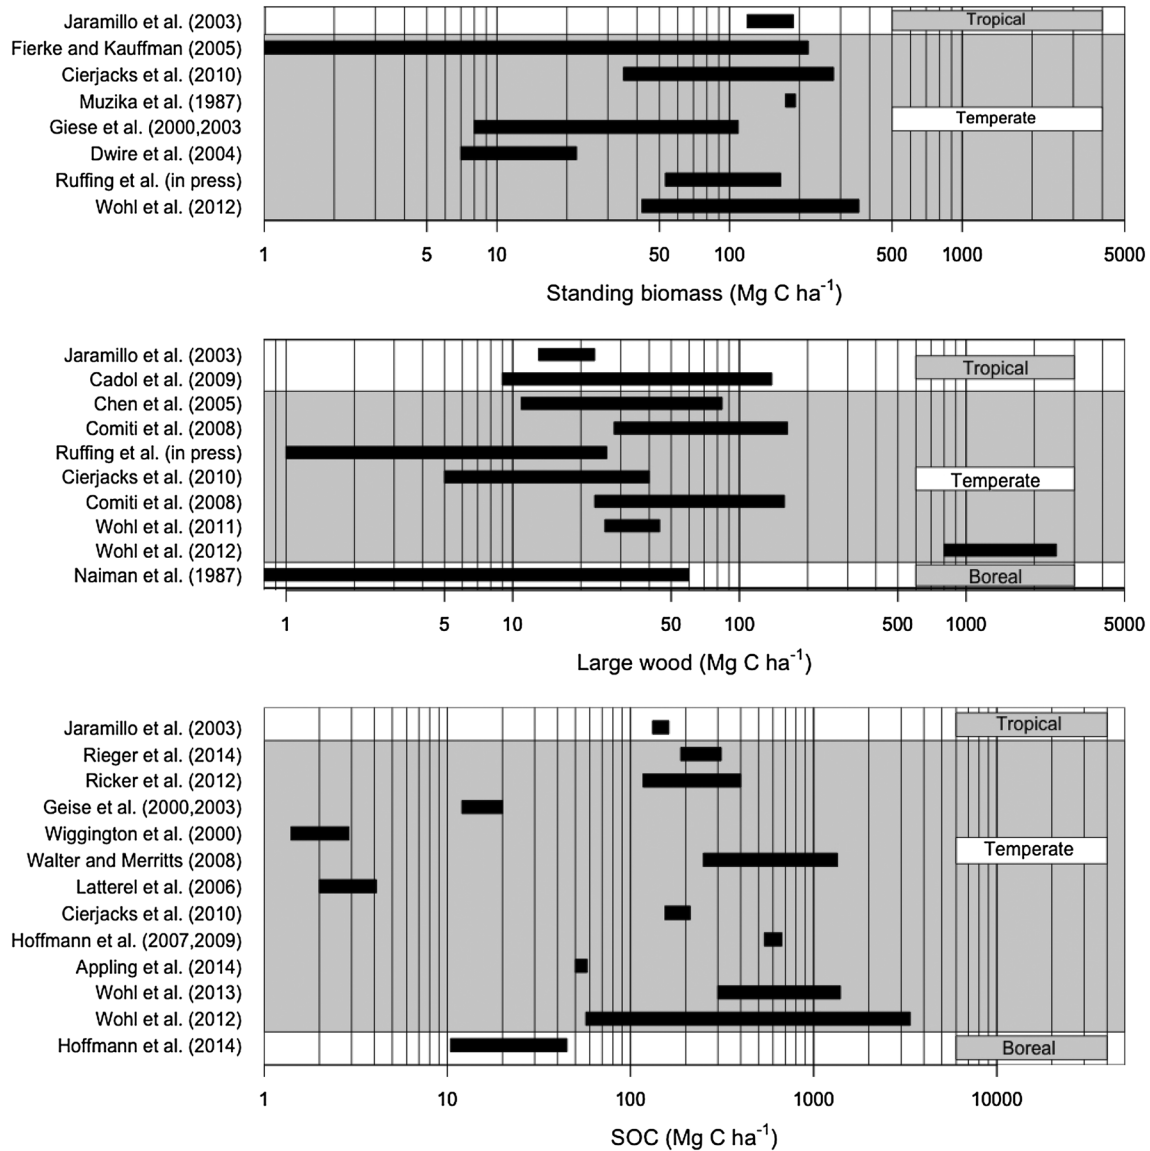 Jaramillo et al. (2003)
Tropical
Fierke and Kauffman (2005)
Cierjacks et al. (2010)
Muzika et al. (1987)
Temperate
Giese et al. (2000,2003
Dwire et al. (2004)
Ruffing et al. (in press)
Wohl et al. (2012)
1 5 10 50 100 500 1000 5000
Standing biomass (Mg C ha-1)
Jaramillo et al. (2003)
Tropical
Cadol et al. (2009)
Chen et al. (2005)
Comiti et al. (2008)
Ruffing et al. (in press)
Cierjacks et al. (2010)
Temperate
Comiti et al. (2008)
Wohl et al. (2011)
Wohl et al. (2012)
Naiman et al. (1987)
Boreal
1 5 10 50 100 500 1000 5000
Large wood (Mg C ha-1)
Jaramillo et al. (2003)
Tropical
Rieger et al. (2014)
Ricker et al. (2012)
Geise et al. (2000,2003)
Wiggington et al. (2000)
Temperate
Walter and Merritts (2008)
Latterel et al. (2006)
Cierjacks et al. (2010)
Hoffmann et al. (2007,2009)
Appling et al. (2014)
Wohl et al. (2013)
Wohl et al. (2012)
Hoffmann et al. (2014)
Boreal
1 10 100 1000 10000
SOC (Mg C ha-1)